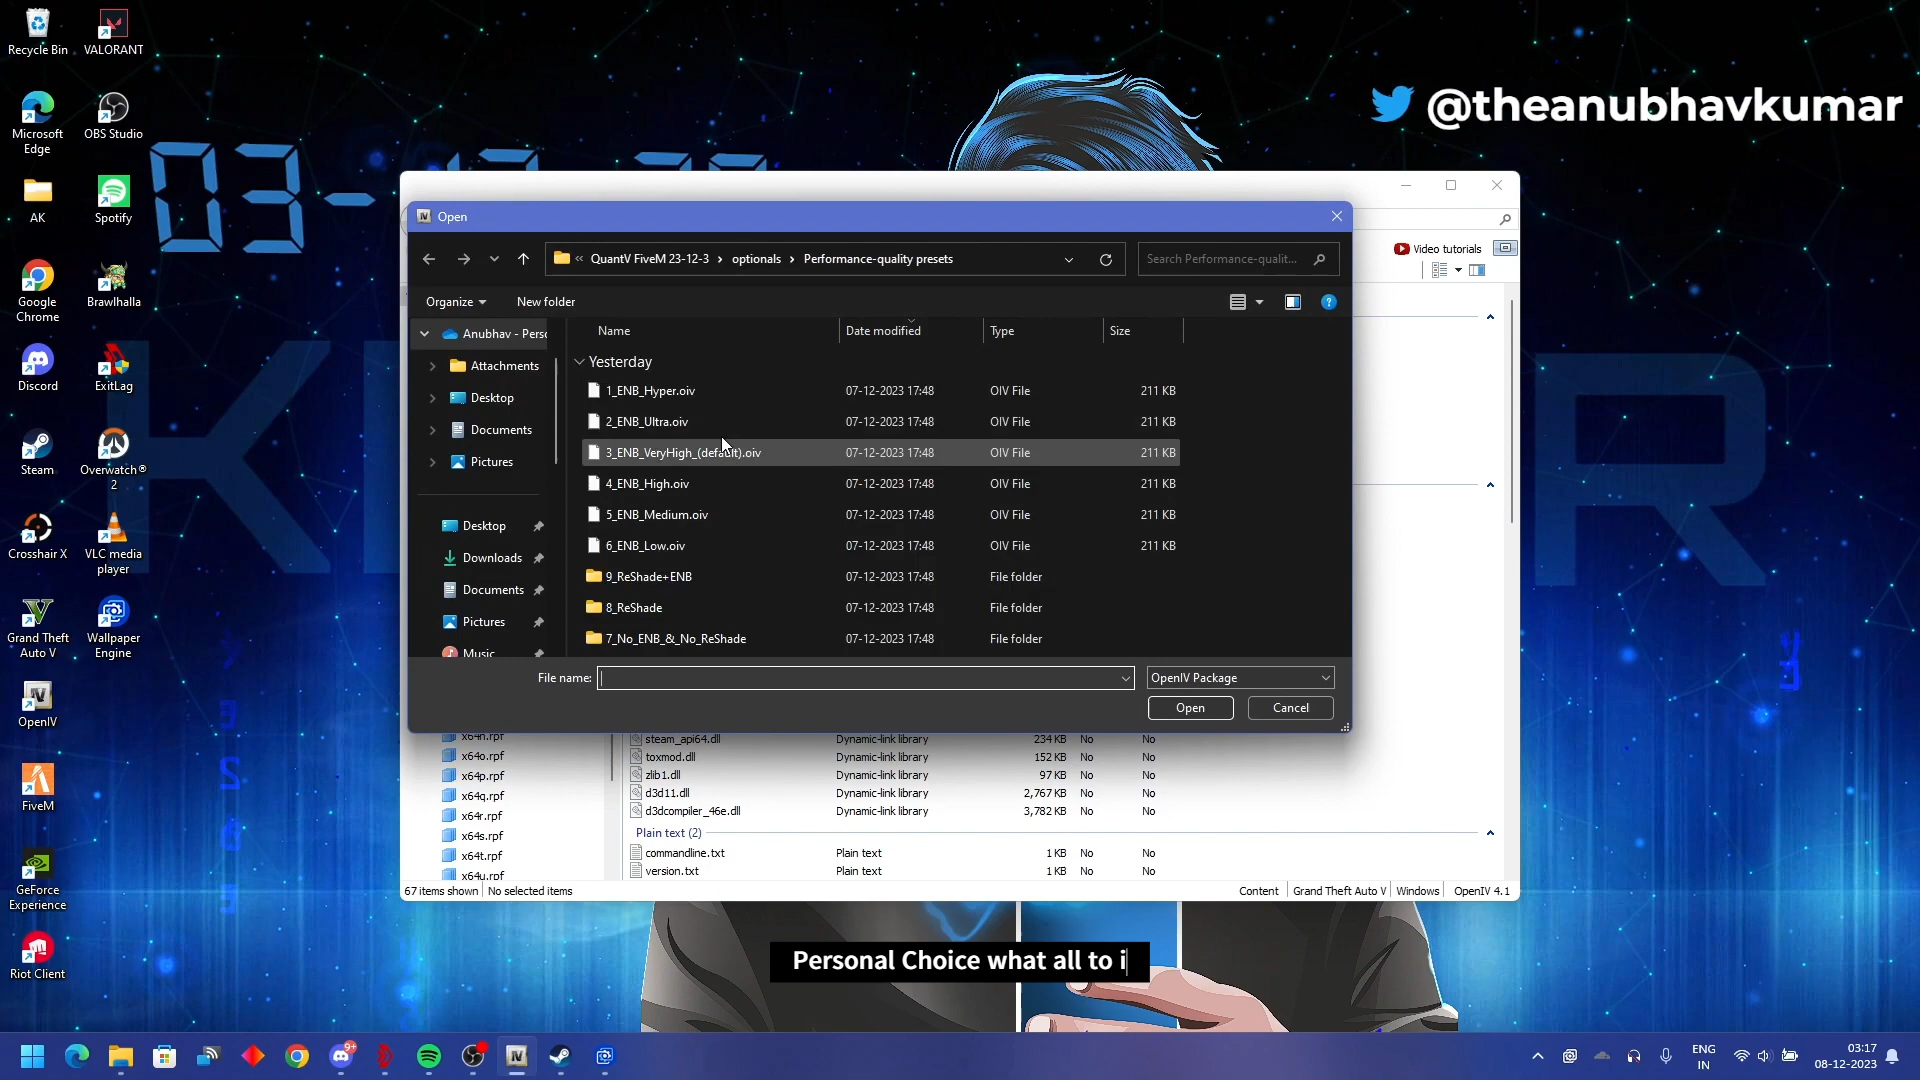 Recycle Bin
VALORANT
@theanubhavkumar
Microsoft Edge
OBS Studio
03-
AK
Spotify
Google Chrome
Brawlhalla
Discord
ExitLag
Steam
Overwatch® 2
Crosshair X
VLC media player
Grand Theft Auto V
Wallpaper Engine
OpenIV
FiveM
GeForce Experience
Riot Client
K
R
Video tutorials
Open
« QuantV FiveM 23-12-3 › optionals › Performance-quality presets
Search Performance-qualit...
Organize
New folder
Anubhav - Perso
Attachments
Desktop
Documents
Pictures
Desktop
Downloads
Documents
Pictures
Music
Name Date modified Type Size
Yesterday
1_ENB_Hyper.oiv 07-12-2023 17:48 OIV File 211 KB
2_ENB_Ultra.oiv 07-12-2023 17:48 OIV File 211 KB
3_ENB_VeryHigh_(default).oiv 07-12-2023 17:48 OIV File 211 KB
4_ENB_High.oiv 07-12-2023 17:48 OIV File 211 KB
5_ENB_Medium.oiv 07-12-2023 17:48 OIV File 211 KB
6_ENB_Low.oiv 07-12-2023 17:48 OIV File 211 KB
9_ReShade+ENB 07-12-2023 17:48 File folder
8_ReShade 07-12-2023 17:48 File folder
7_No_ENB_&_No_ReShade 07-12-2023 17:48 File folder
File name:
OpenIV Package
Open
Cancel
x64n.rpf
x64o.rpf
x64p.rpf
x64q.rpf
x64r.rpf
x64s.rpf
x64t.rpf
x64u.rpf
steam_api64.dll Dynamic-link library 234 KB No No
toxmod.dll Dynamic-link library 152 KB No No
zlib1.dll Dynamic-link library 97 KB No No
d3d11.dll Dynamic-link library 2,767 KB No No
d3dcompiler_46e.dll Dynamic-link library 3,782 KB No No
Plain text (2)
commandline.txt Plain text 1 KB No No
version.txt Plain text 1 KB No No
67 items shown No selected items
Content Grand Theft Auto V Windows OpenIV 4.1
Personal Choice what all to i
9+
ENG
IN
03:17
08-12-2023